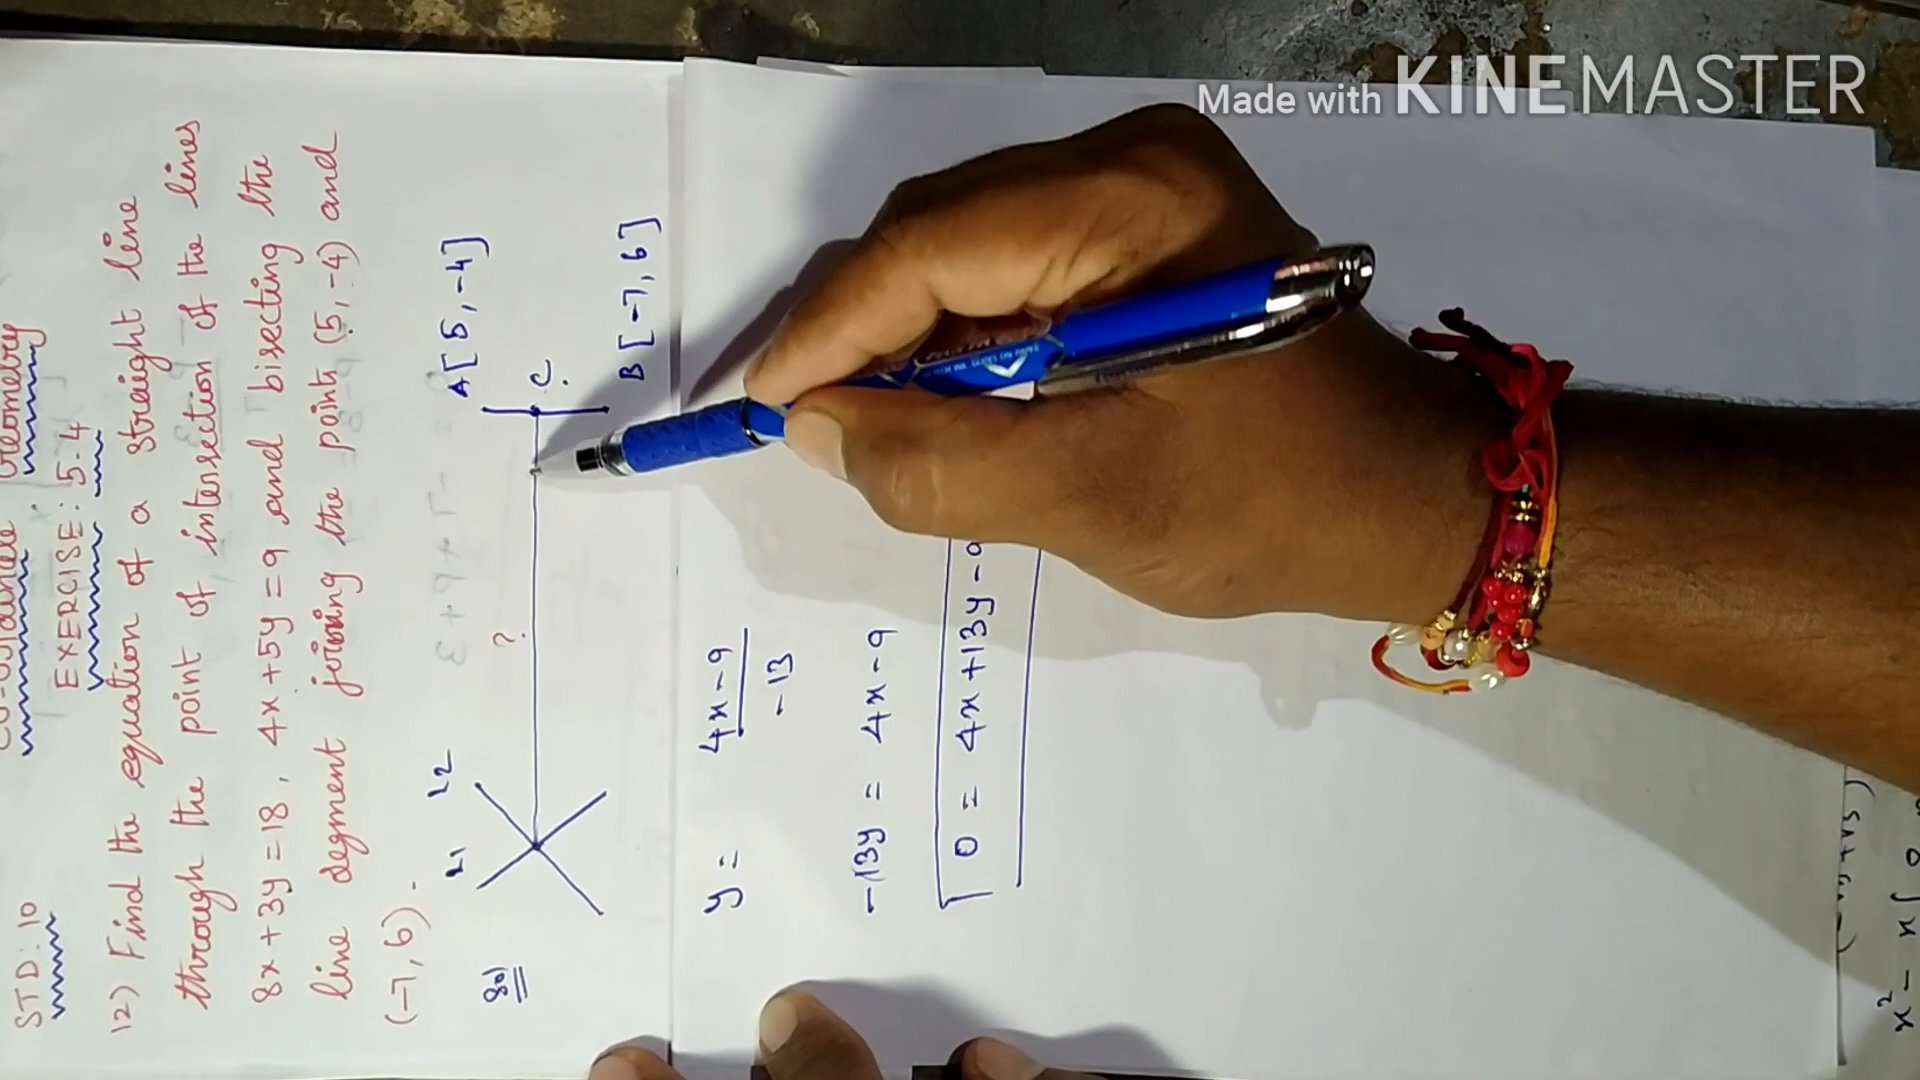 Made with KINEMASTER
STD: 10
Co-ordinate Geometry
EXERCISE: 5.4
12) Find the equation of a straight line
through the point of intersection of the lines
8x + 3y = 18, 4x + 5y = 9 and bisecting the
line degment joining the points (5, -4) and
(-7, 6).
Sol
L1 L2
?
C
A [5, -4]
B [-7, 6]
y = 4x - 9 / -13
-13y = 4x - 9
0 = 4x + 13y - 9